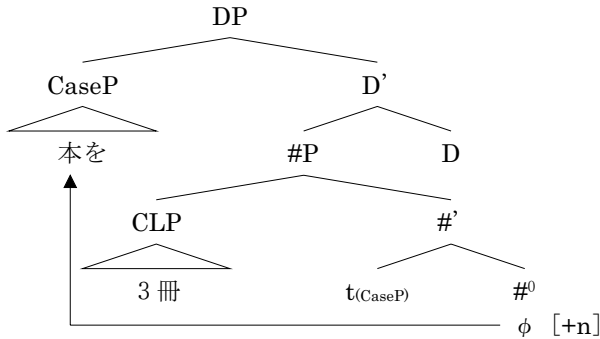 DP
CaseP D’
本を #P D
CLP #’
3 冊 t(CaseP) #⁰
φ [+n]